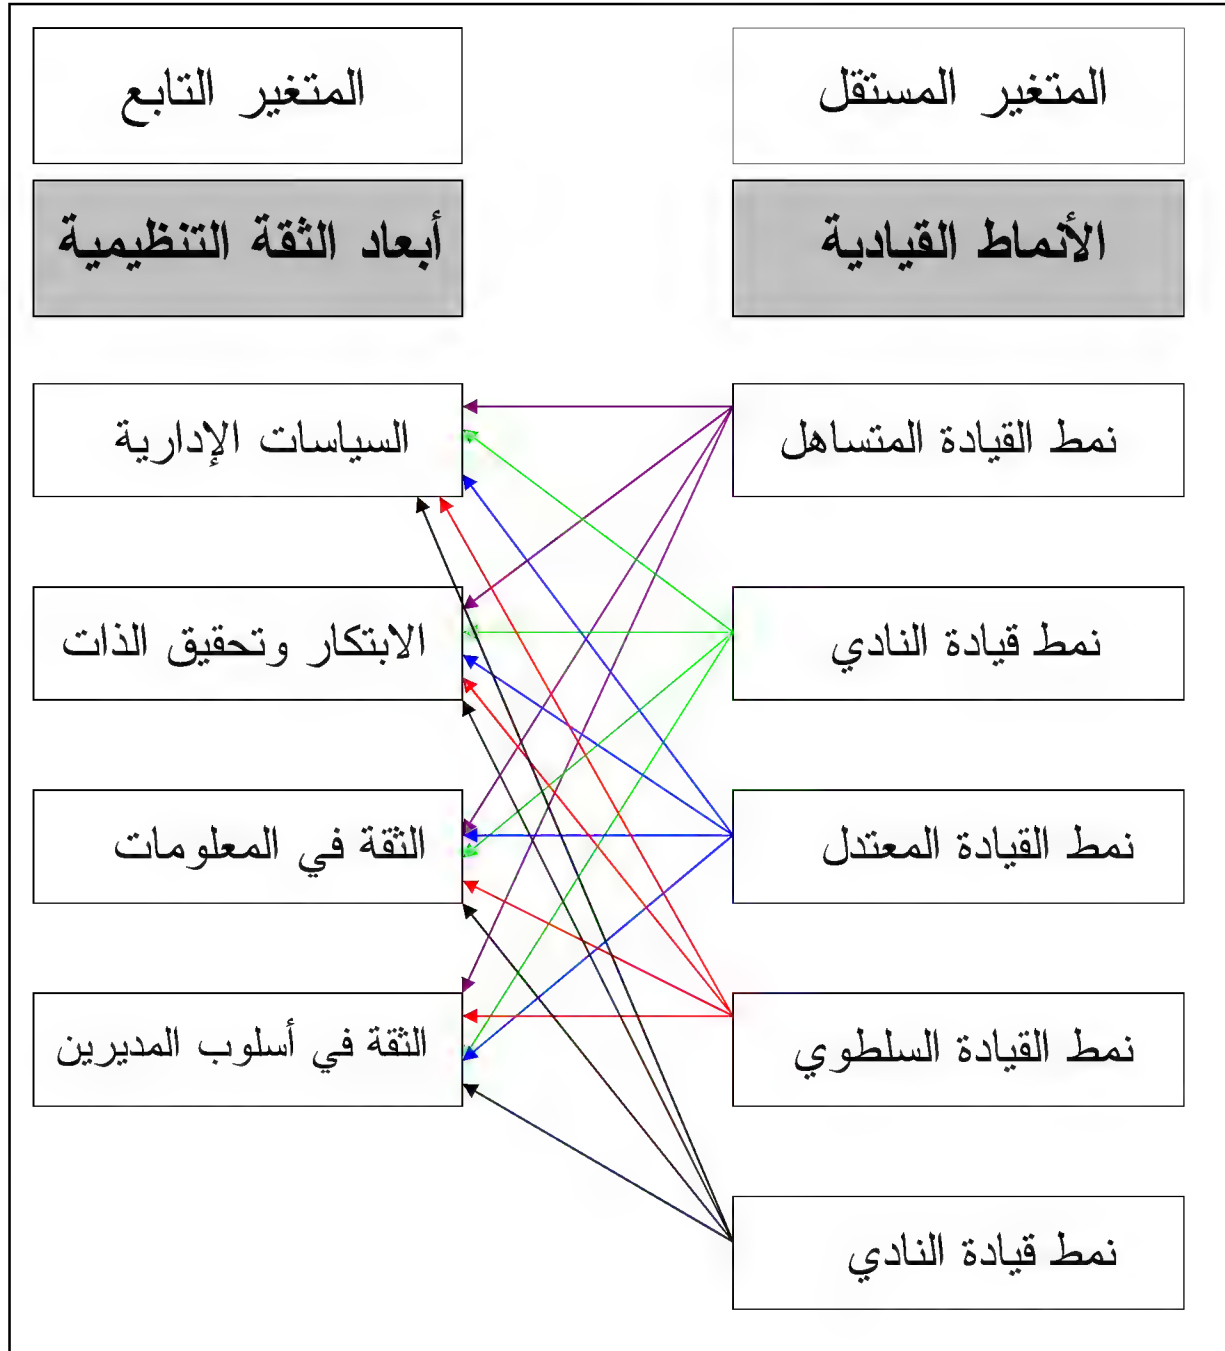 المتغير المستقل
المتغير التابع
الأنماط القيادية
أبعاد الثقة التنظيمية
نمط القيادة المتساهل
السياسات الإدارية
نمط قيادة النادي
الابتكار وتحقيق الذات
نمط القيادة المعتدل
الثقة في المعلومات
نمط القيادة السلطوي
الثقة في أسلوب المديرين
نمط قيادة النادي